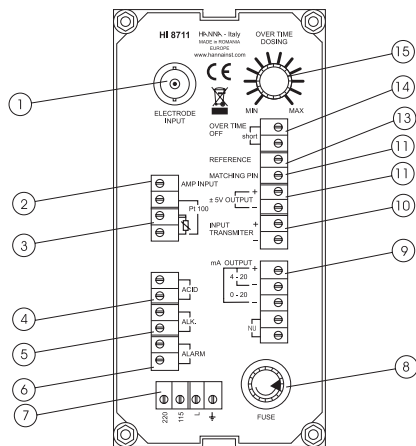 HI 8711
HANNA - Italy
MADE in ROMANIA
EUROPE
www.hannainst.com
OVER TIME
DOSING
CE
MIN
MAX
ELECTRODE
INPUT
OVER TIME
OFF
short
REFERENCE
MATCHING PIN
AMP INPUT
Pt 100
± 5V OUTPUT
+
-
INPUT
TRANSMITER
+
-
mA OUTPUT
+
4 - 20
-
0 - 20
-
NU
ACID
ALK.
ALARM
220
115
L
FUSE
1
2
3
4
5
6
7
15
14
13
11
11
10
9
8